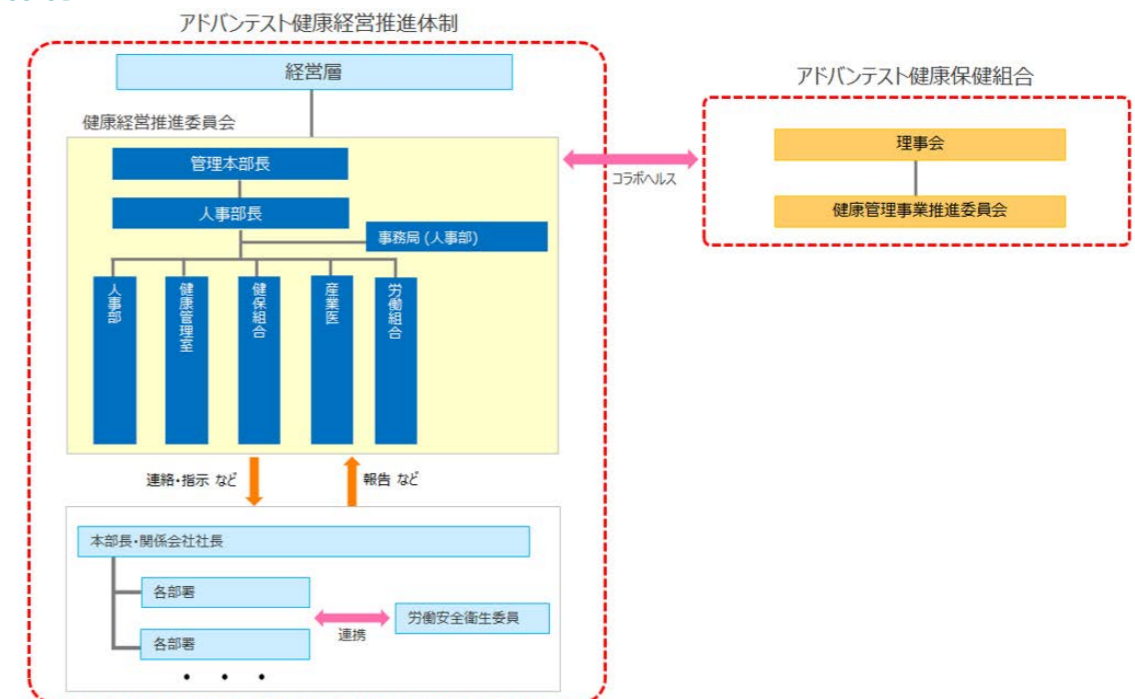 アドバンテスト健康経営推進体制
経営層
健康経営推進委員会
管理本部長
人事部長
事務局 (人事部)
人事部
健康管理室
健保組合
産業医
労働組合
連絡・指示 など
報告 など
本部長・関係会社社長
各部署
各部署
・ ・ ・
連携
労働安全衛生委員
コラボヘルス
アドバンテスト健康保健組合
理事会
健康管理事業推進委員会